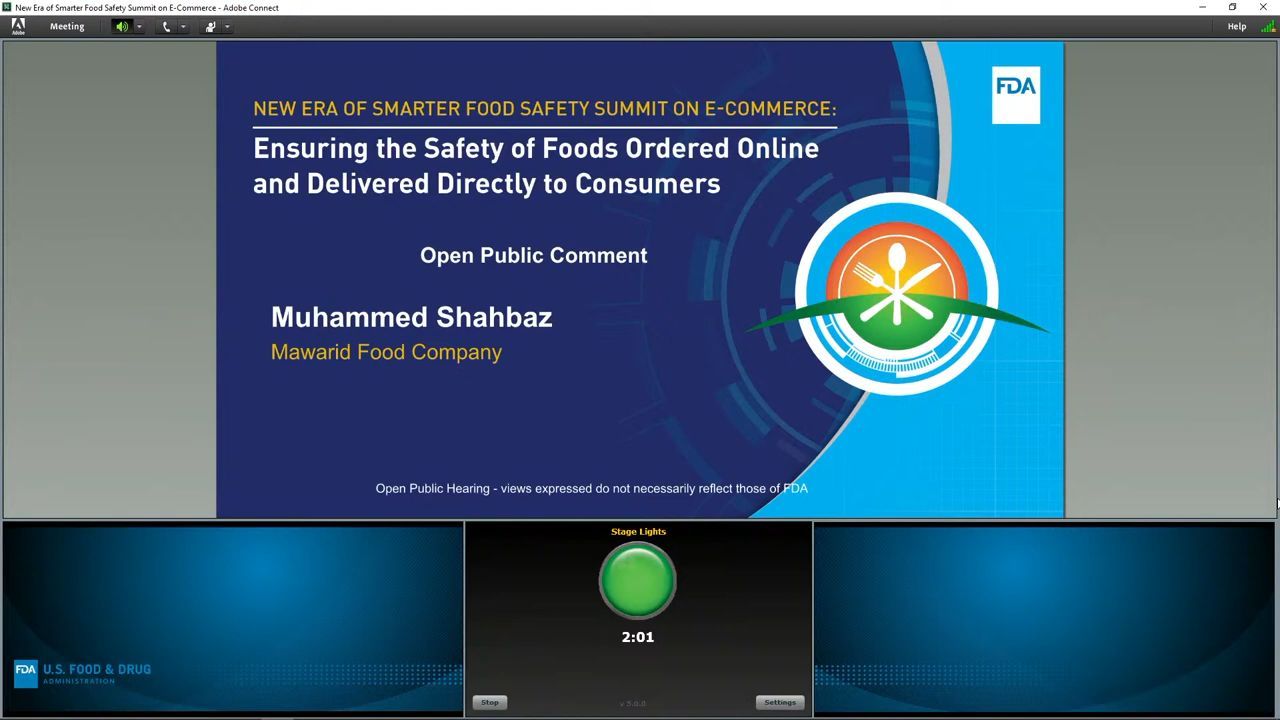 New Era of Smarter Food Safety Summit on E-Commerce - Adobe Connect
Adobe
Meeting
Help
FDA
NEW ERA OF SMARTER FOOD SAFETY SUMMIT ON E-COMMERCE:
Ensuring the Safety of Foods Ordered Online
and Delivered Directly to Consumers
Open Public Comment
Muhammed Shahbaz
Mawarid Food Company
Open Public Hearing - views expressed do not necessarily reflect those of FDA
Stage Lights
2:01
FDA
U.S. FOOD & DRUG
ADMINISTRATION
Stop
Settings